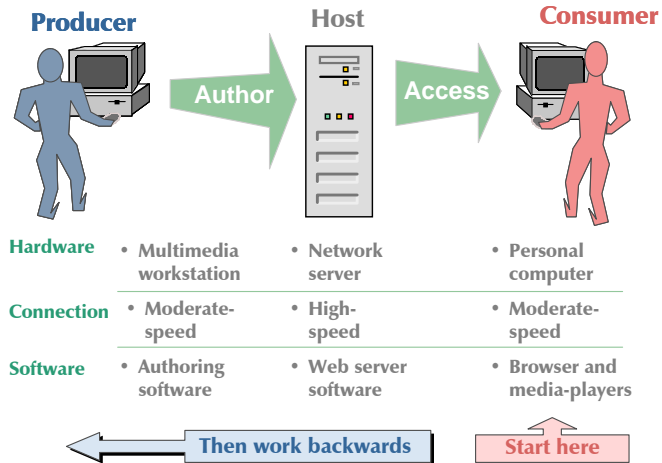 Producer
Host
Consumer
Author
Access
Hardware
• Multimedia
workstation
• Network
server
• Personal
computer
Connection
• Moderate-
speed
• High-
speed
• Moderate-
speed
Software
• Authoring
software
• Web server
software
• Browser and
media-players
Then work backwards
Start here